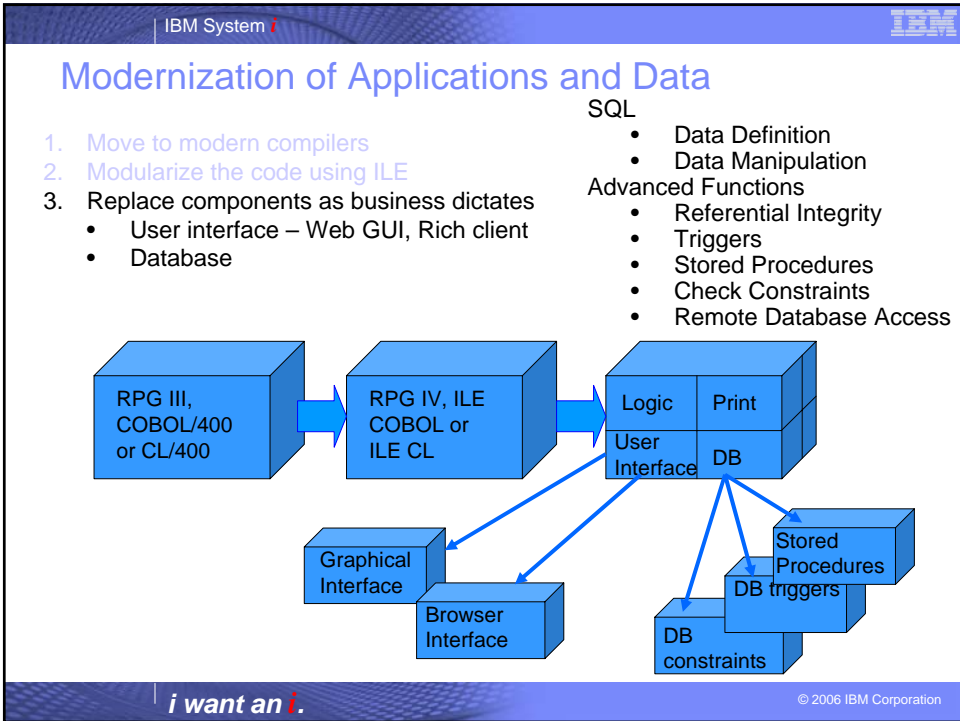 IBM System i
IBM
Modernization of Applications and Data
1. Move to modern compilers
2. Modularize the code using ILE
3. Replace components as business dictates
• User interface – Web GUI, Rich client
• Database
SQL
• Data Definition
• Data Manipulation
Advanced Functions
• Referential Integrity
• Triggers
• Stored Procedures
• Check Constraints
• Remote Database Access
RPG III,
COBOL/400
or CL/400
RPG IV, ILE
COBOL or
ILE CL
Logic
Print
User
Interface
DB
Graphical
Interface
Browser
Interface
Stored
Procedures
DB triggers
DB
constraints
i want an i.
© 2006 IBM Corporation